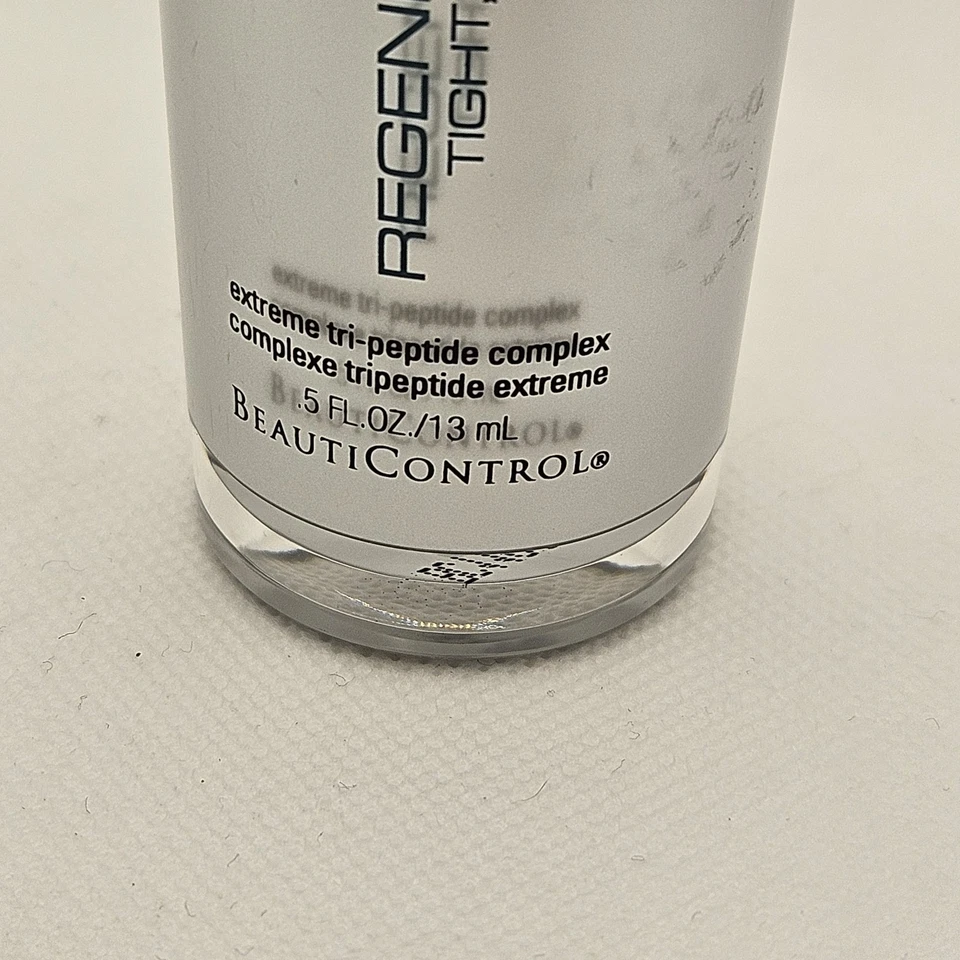 REGEN
TIGHT,
extreme tri-peptide complex
complexe tripeptide extreme
.5 FL.OZ./13 mL
BEAUTICONTROL®